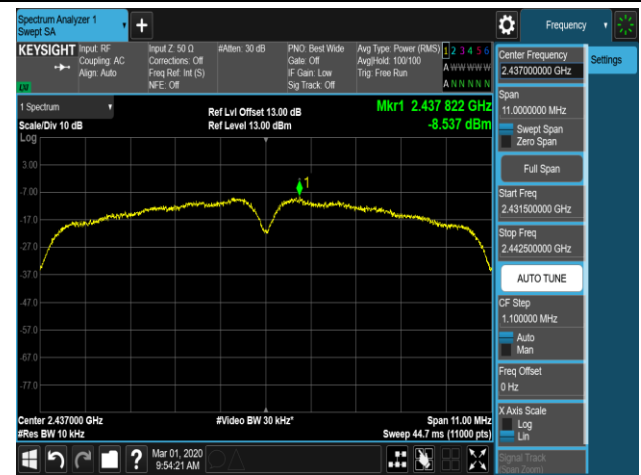 Spectrum Analyzer 1
Swept SA
Frequency
KEYSIGHT
Input: RF
Coupling: AC
Align: Auto
Input Z: 50 Ω
Corrections: Off
Freq Ref: Int (S)
NFE: Off
#Atten: 30 dB
PNO: Best Wide
Gate: Off
IF Gain: Low
Sig Track: Off
Avg Type: Power (RMS)
Avg|Hold: 100/100
Trig: Free Run
1 2 3 4 5 6
A W W W W W
A N N N N N
1 Spectrum
Scale/Div 10 dB
Ref Lvl Offset 13.00 dB
Ref Level 13.00 dBm
Mkr1 2.437 822 GHz
-8.537 dBm
Log
3.00
-7.00
-17.0
-27.0
-37.0
-47.0
-57.0
-67.0
-77.0
1
Center 2.437000 GHz
#Res BW 10 kHz
#Video BW 30 kHz*
Span 11.00 MHz
Sweep 44.7 ms (11000 pts)
Mar 01, 2020
9:54:21 AM
Center Frequency
2.437000000 GHz
Settings
Span
11.0000000 MHz
Swept Span
Zero Span
Full Span
Start Freq
2.431500000 GHz
Stop Freq
2.442500000 GHz
AUTO TUNE
CF Step
1.100000 MHz
Auto
Man
Freq Offset
0 Hz
X Axis Scale
Log
Lin
Signal Track
(Span Zoom)